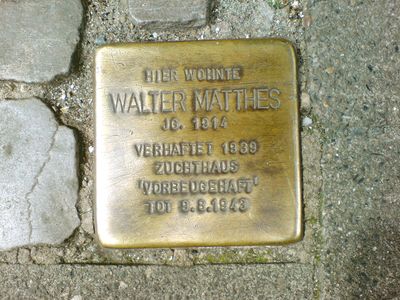 HIER WOHNTE
WALTER MATTHES
JG. 1914
VERHAFTET 1939
ZUCHTHAUS
'VORBEUGEHAFT'
TOT 9.8.1943